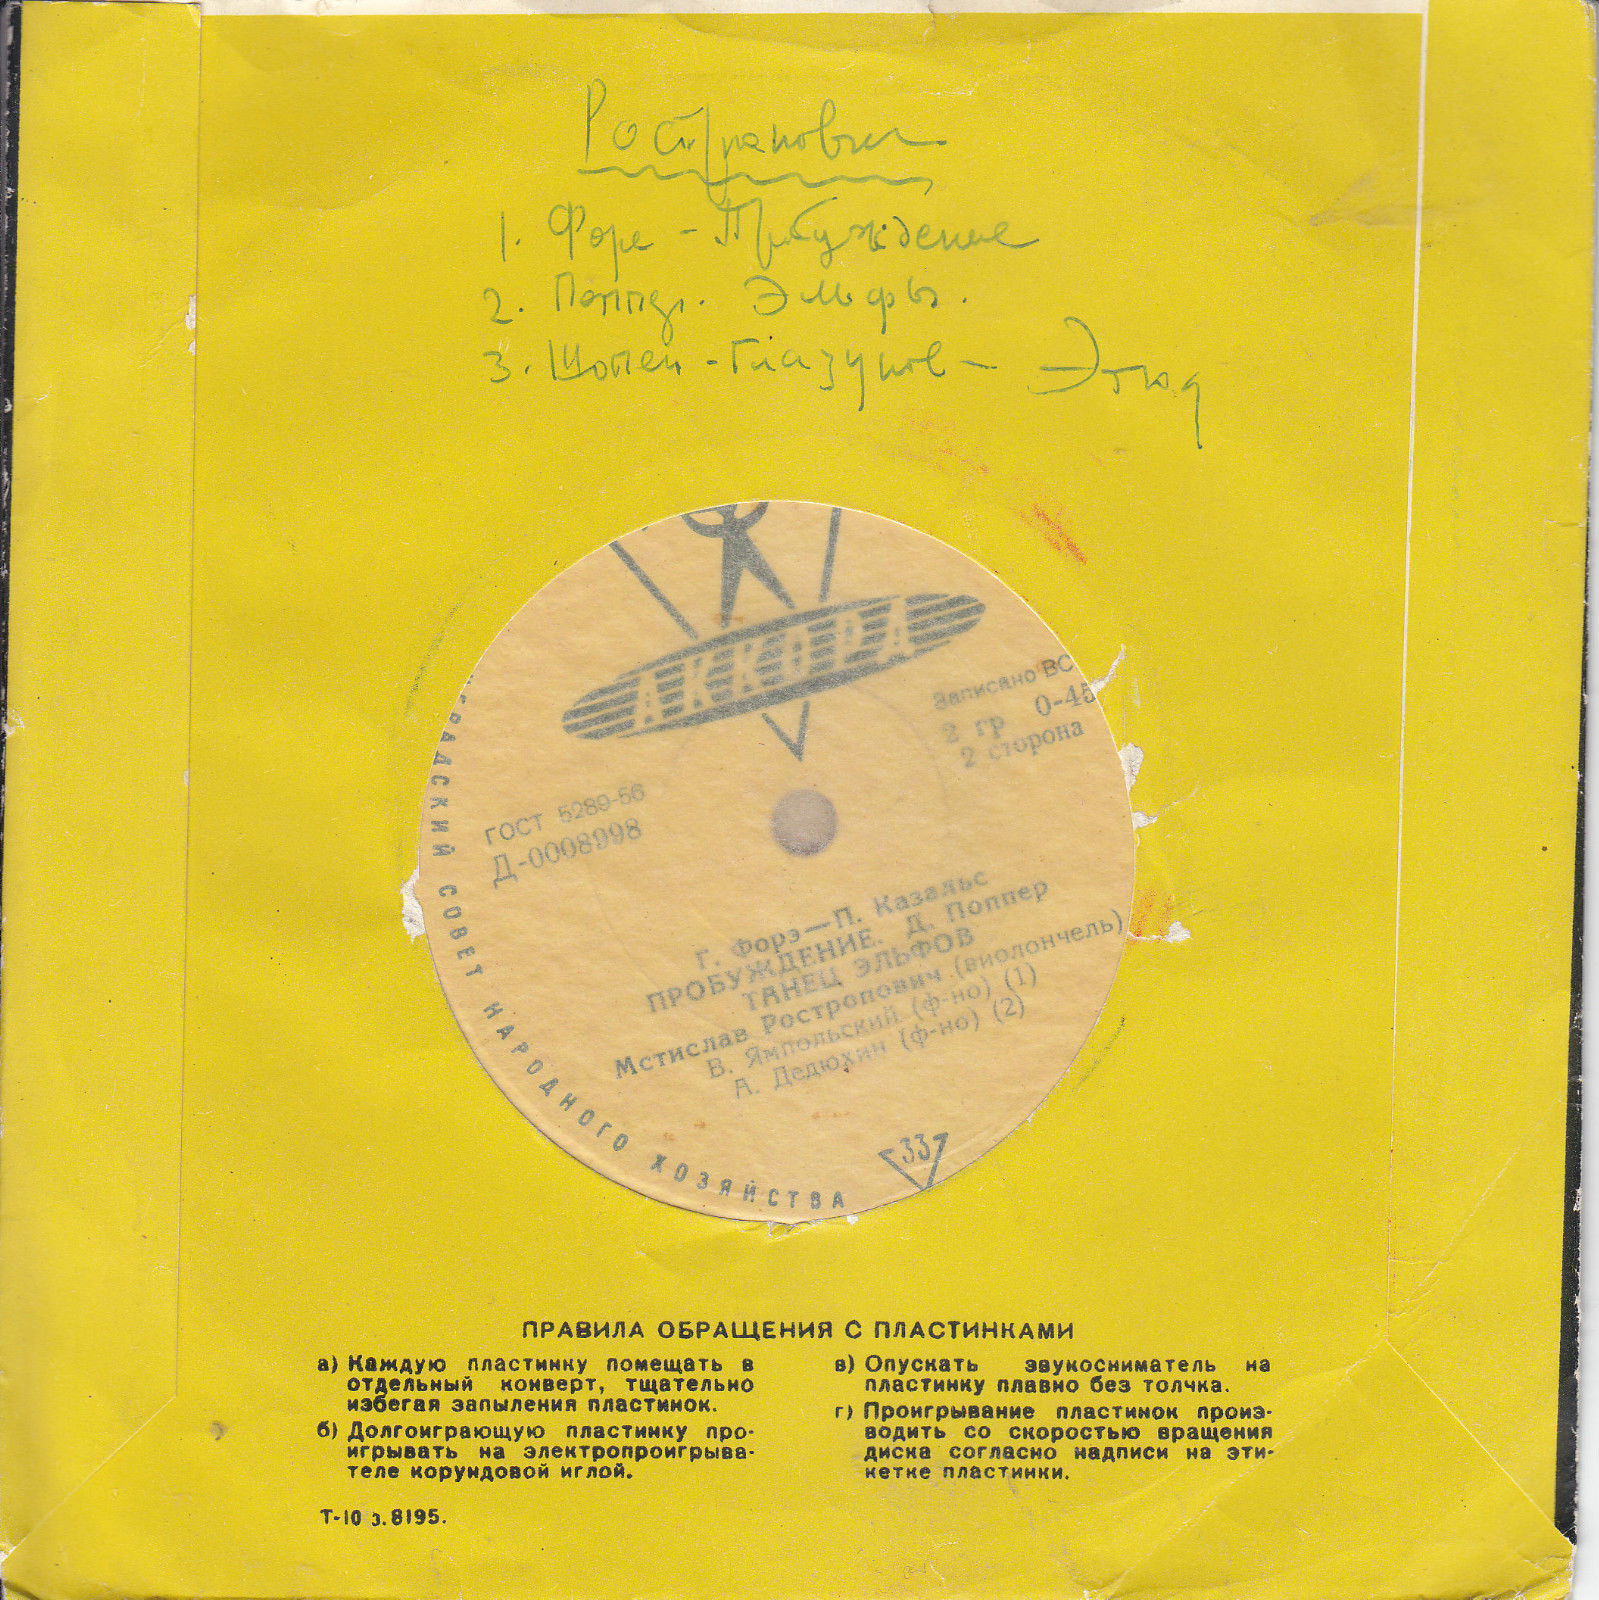 Ростропович
1. Форе - Пробуждение
2. Поппер. Эльфы.
3. Шопен - Глазунов - Этюд
АККОРД
Записано ВС
2 гр 0-45
2 сторона
ГОСТ 5289-56
Д-0008998
Г. Форэ—П. Казальс
ПРОБУЖДЕНИЕ. Д. Поппер
ТАНЕЦ ЭЛЬФОВ
Мстислав Ростропович (виолончель)
В. Ямпольский (ф-но) (1)
А. Дедюхин (ф-но) (2)
33
ГРАДСКИЙ СОВЕТ НАРОДНОГО ХОЗЯЙСТВА
ПРАВИЛА ОБРАЩЕНИЯ С ПЛАСТИНКАМИ
а) Каждую пластинку помещать в
отдельный конверт, тщательно
избегая запыления пластинок.
б) Долгоиграющую пластинку про-
игрывать на электропроигрыва-
теле корундовой иглой.
в) Опускать звукосниматель на
пластинку плавно без толчка.
г) Проигрывание пластинок произ-
водить со скоростью вращения
диска согласно надписи на эти-
кетке пластинки.
Т-10 з.8195.